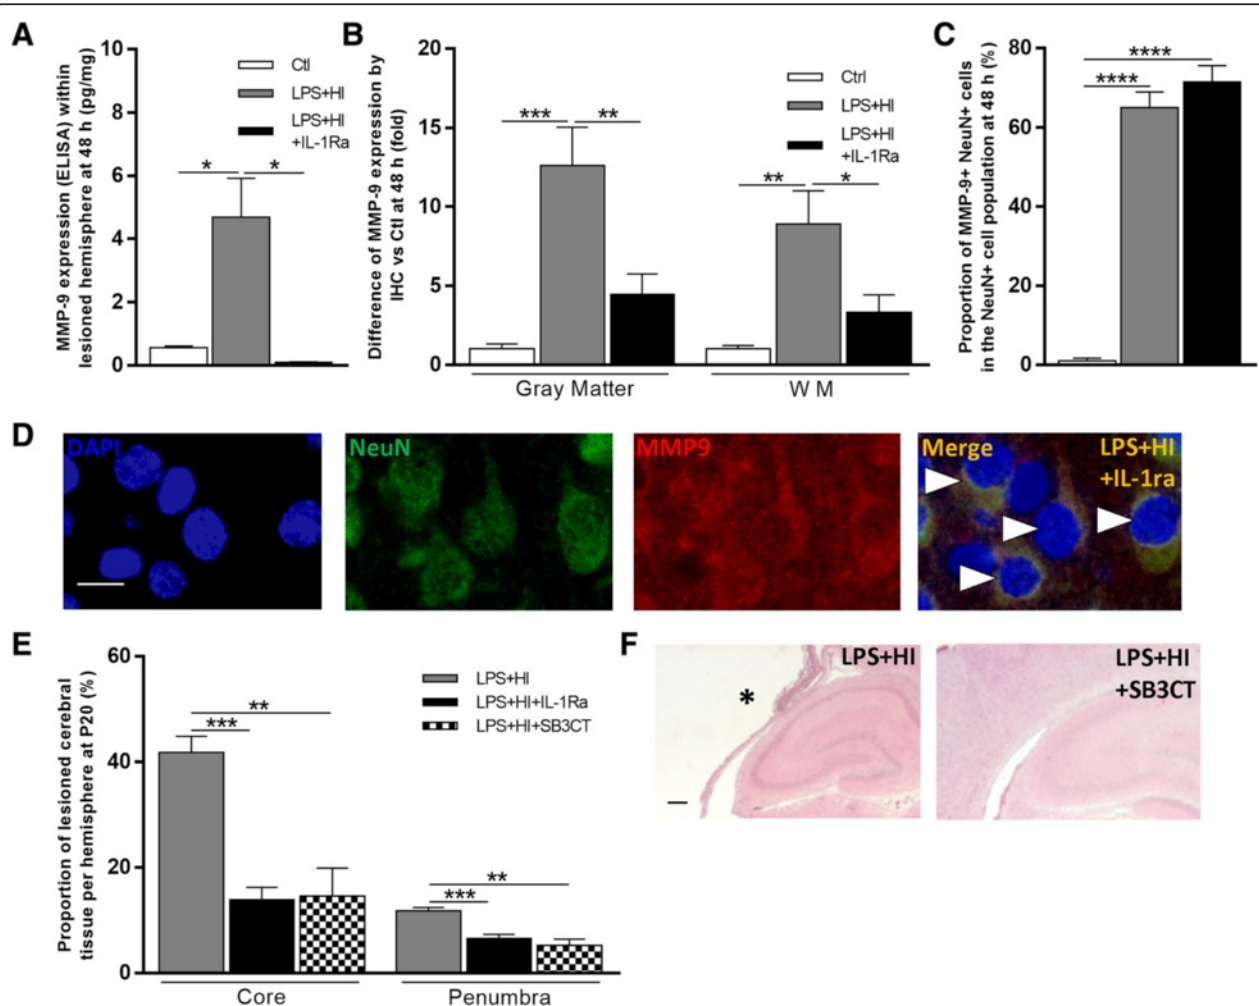 A
MMP-9 expression (ELISA) within
lesioned hemisphere at 48 h (pg/mg)
10
8
6
4
2
0
Ctl
LPS+HI
LPS+HI
+IL-1Ra
*
*
B
Difference of MMP-9 expression by
IHC vs Ctl at 48 h (fold)
20
15
10
5
0
Ctrl
LPS+HI
LPS+HI
+IL-1Ra
***
**
**
*
Gray Matter
W M
C
Proportion of MMP-9+ NeuN+ cells
in the NeuN+ cell population at 48 h (%)
80
60
40
20
0
****
****
D
DAPI
NeuN
MMP9
Merge
LPS+HI
+IL-1ra
E
Proportion of lesioned cerebral
tissue per hemisphere at P20 (%)
60
40
20
0
LPS+HI
LPS+HI+IL-1Ra
LPS+HI+SB3CT
**
***
**
***
Core
Penumbra
F
LPS+HI
*
LPS+HI
+SB3CT